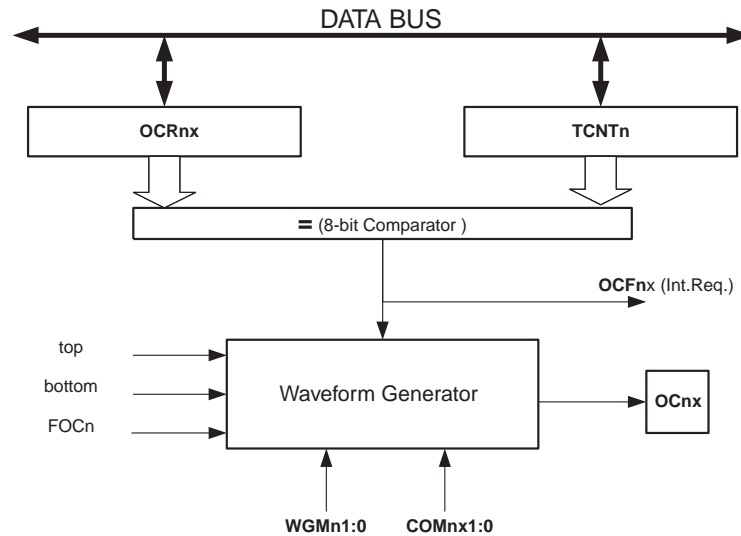 DATA BUS
OCRnx
TCNTn
= (8-bit Comparator )
OCFnx (Int.Req.)
top
bottom
FOCn
Waveform Generator
OCnx
WGMn1:0
COMnx1:0